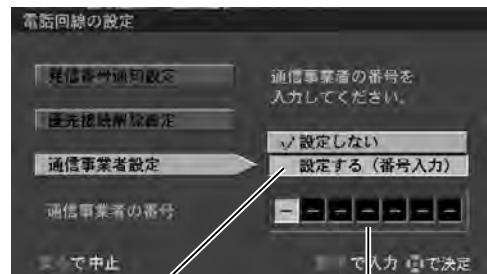 電話回線の設定
発信番号通知設定
優先接続解除設定
通信事業者設定
通信事業者の番号
通信事業者の番号を
入力してください。
✓設定しない
設定する（番号入力）
- - - - - - -
で中止
で入力 で決定